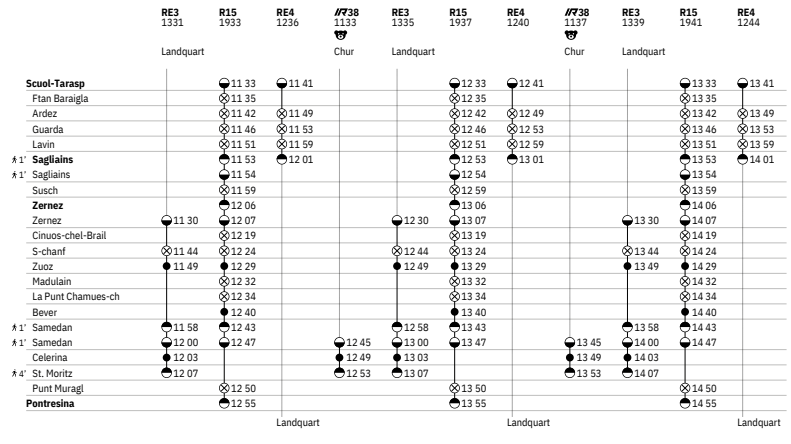 RE3 R15 RE4 IR38 RE3 R15 RE4 IR38 RE3 R15 RE4
1331 1933 1236 1133 1335 1937 1240 1137 1339 1941 1244
Landquart Chur Landquart Chur Landquart
Scuol-Tarasp 11 33 11 41 12 33 12 41 13 33 13 41
Ftan Baraigla 11 35 12 35 13 35
Ardez 11 42 11 49 12 42 12 49 13 42 13 49
Guarda 11 46 11 53 12 46 12 53 13 46 13 53
Lavin 11 51 11 59 12 51 12 59 13 51 13 59
1' Sagliains 11 53 12 01 12 53 13 01 13 53 14 01
1' Sagliains 11 54 12 54 13 54
Susch 11 59 12 59 13 59
Zernez 12 06 13 06 14 06
Zernez 11 30 12 07 12 30 13 07 13 30 14 07
Cinuos-chel-Brail 12 19 13 19 14 19
S-chanf 11 44 12 24 12 44 13 24 13 44 14 24
Zuoz 11 49 12 29 12 49 13 29 13 49 14 29
Madulain 12 32 13 32 14 32
La Punt Chamues-ch 12 34 13 34 14 34
Bever 12 40 13 40 14 40
1' Samedan 11 58 12 43 12 58 13 43 13 58 14 43
1' Samedan 12 00 12 47 12 45 13 00 13 47 13 45 14 00 14 47
Celerina 12 03 12 49 13 03 13 49 14 03
4' St. Moritz 12 07 12 53 13 07 13 53 14 07
Punt Muragl 12 50 13 50 14 50
Pontresina 12 55 13 55 14 55
Landquart Landquart Landquart